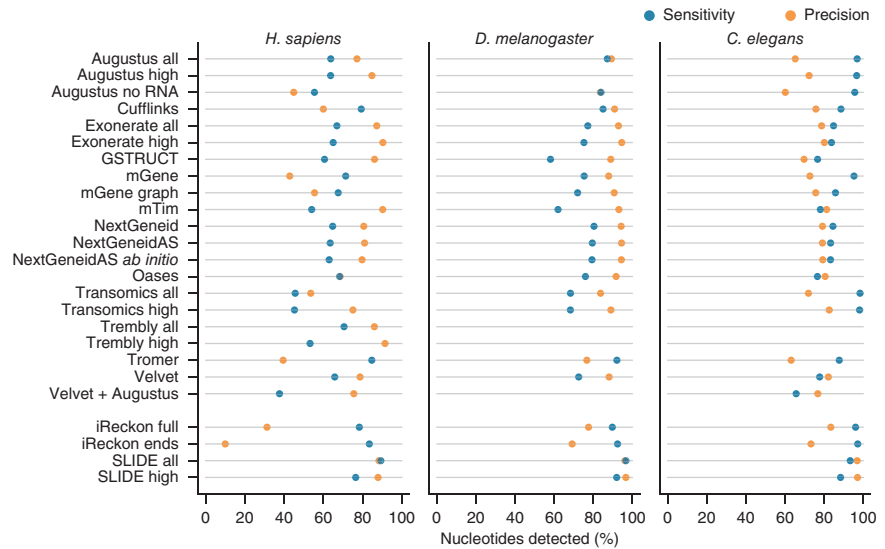 Sensitivity Precision
H. sapiens D. melanogaster C. elegans
Augustus all
Augustus high
Augustus no RNA
Cufflinks
Exonerate all
Exonerate high
GSTRUCT
mGene
mGene graph
mTim
NextGeneid
NextGeneidAS
NextGeneidAS ab initio
Oases
Transomics all
Transomics high
Trembly all
Trembly high
Tromer
Velvet
Velvet + Augustus
iReckon full
iReckon ends
SLIDE all
SLIDE high
0 20 40 60 80 100 0 20 40 60 80 100 0 20 40 60 80 100
Nucleotides detected (%)